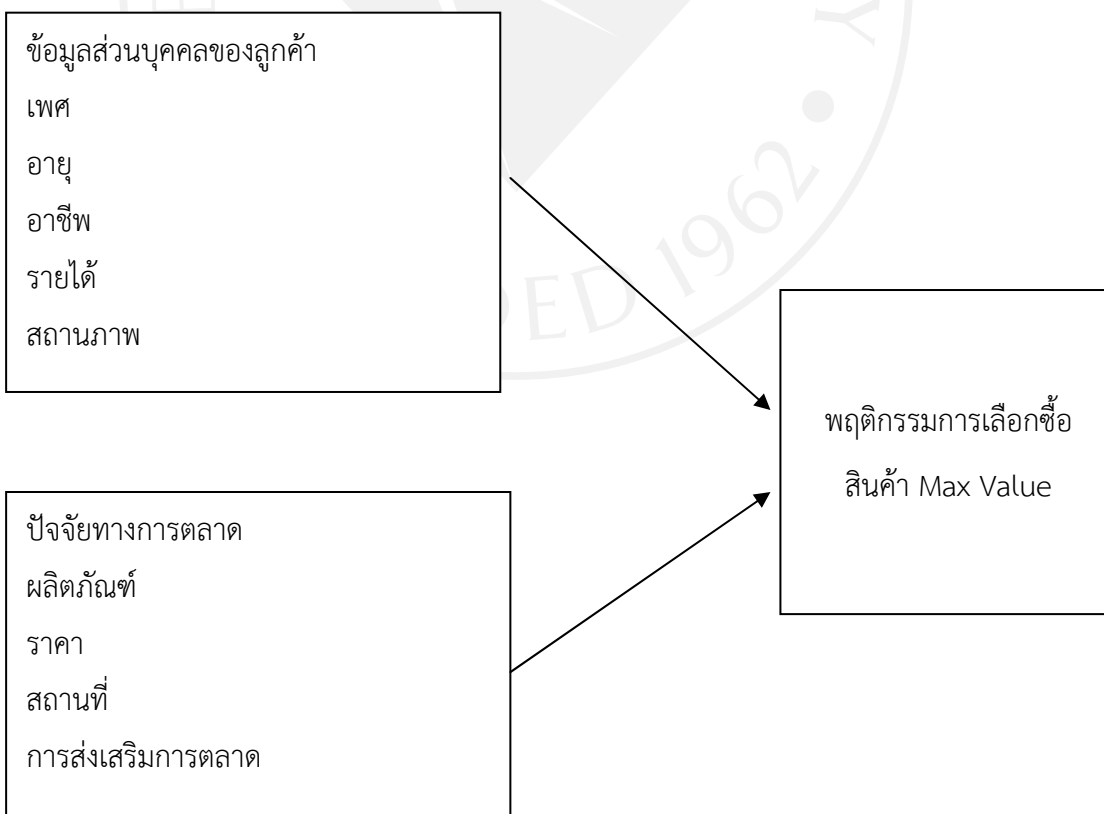 ข้อมูลส่วนบุคคลของลูกค้า
เพศ
อายุ
อาชีพ
รายได้
สถานภาพ
พฤติกรรมการเลือกซื้อ
สินค้า Max Value
ปัจจัยทางการตลาด
ผลิตภัณฑ์
ราคา
สถานที่
การส่งเสริมการตลาด
1962